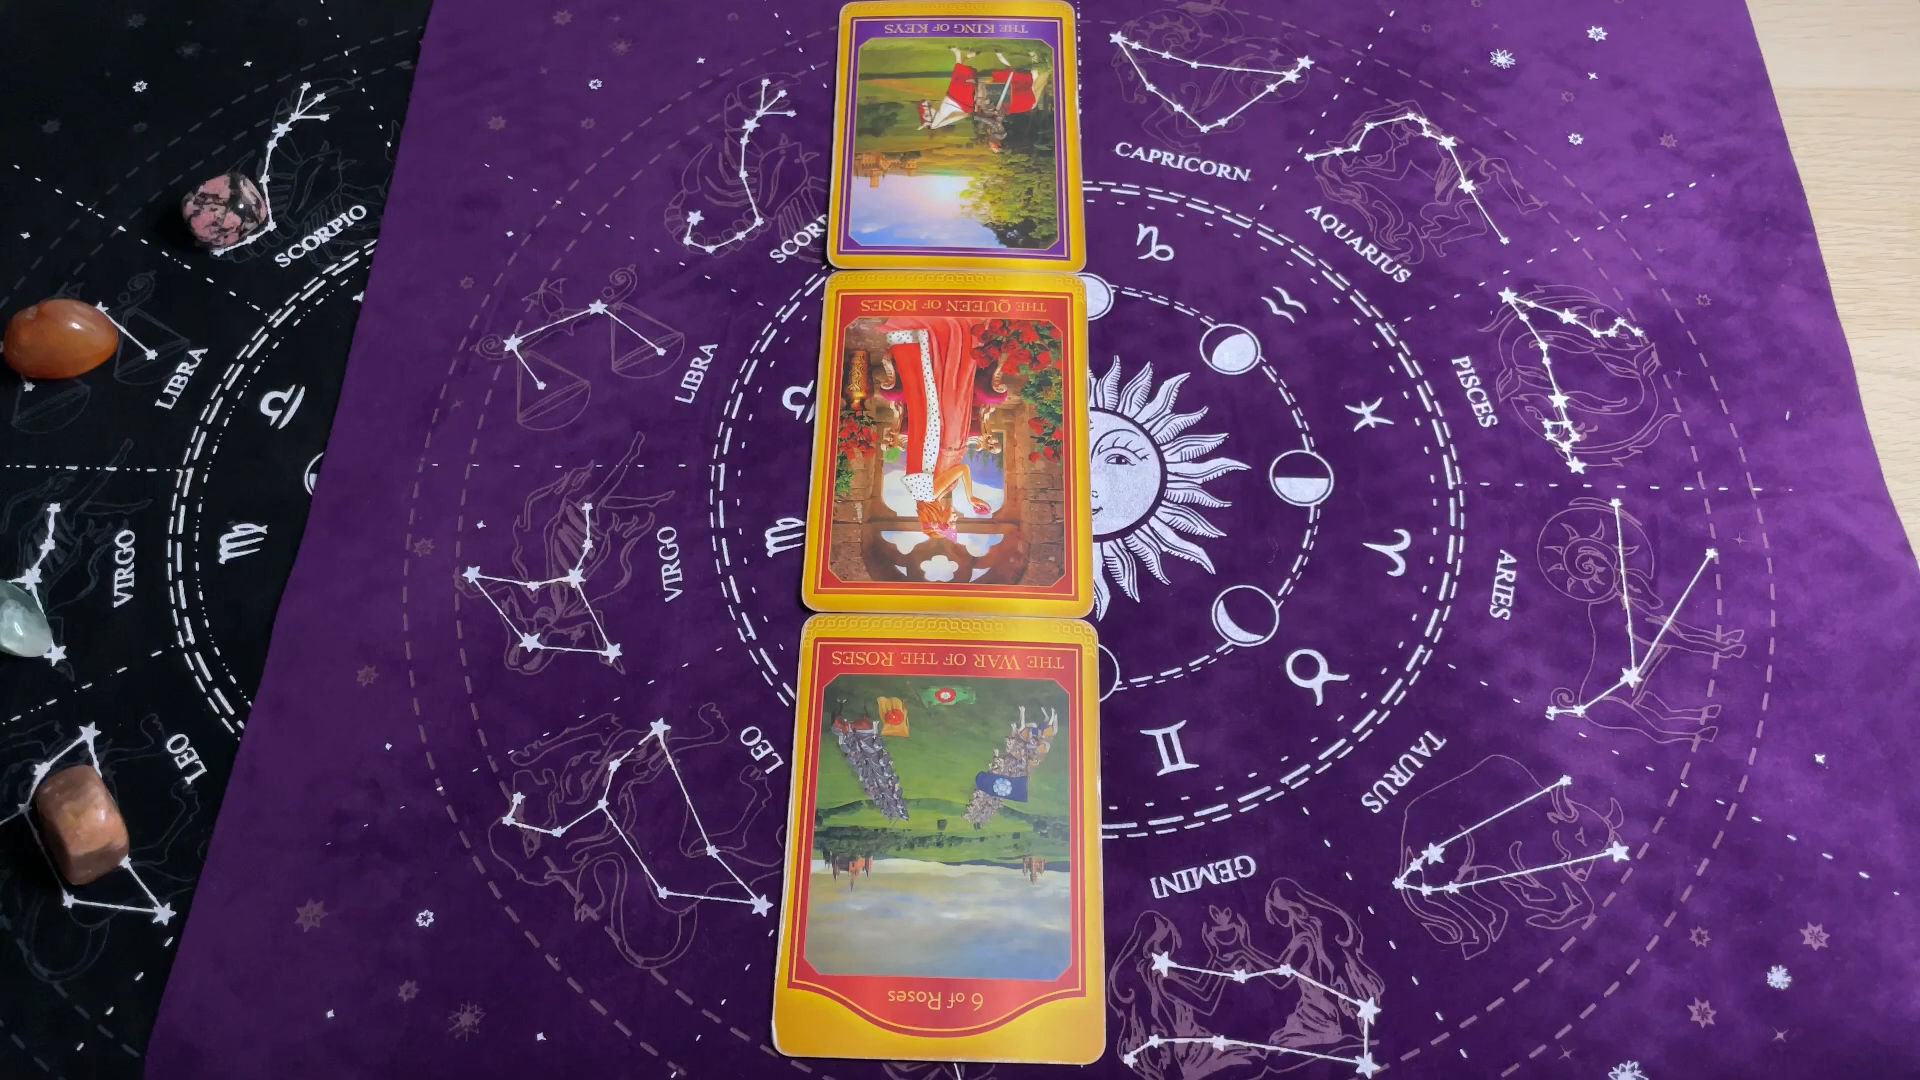 THE KING OF KEYS
THE QUEEN OF ROSES
THE WAR OF THE ROSES
6 of Roses
CAPRICORN
AQUARIUS
PISCES
ARIES
TAURUS
GEMINI
LEO
VIRGO
LIBRA
SCORP
SCORPIO
LIBRA
VIRGO
LEO